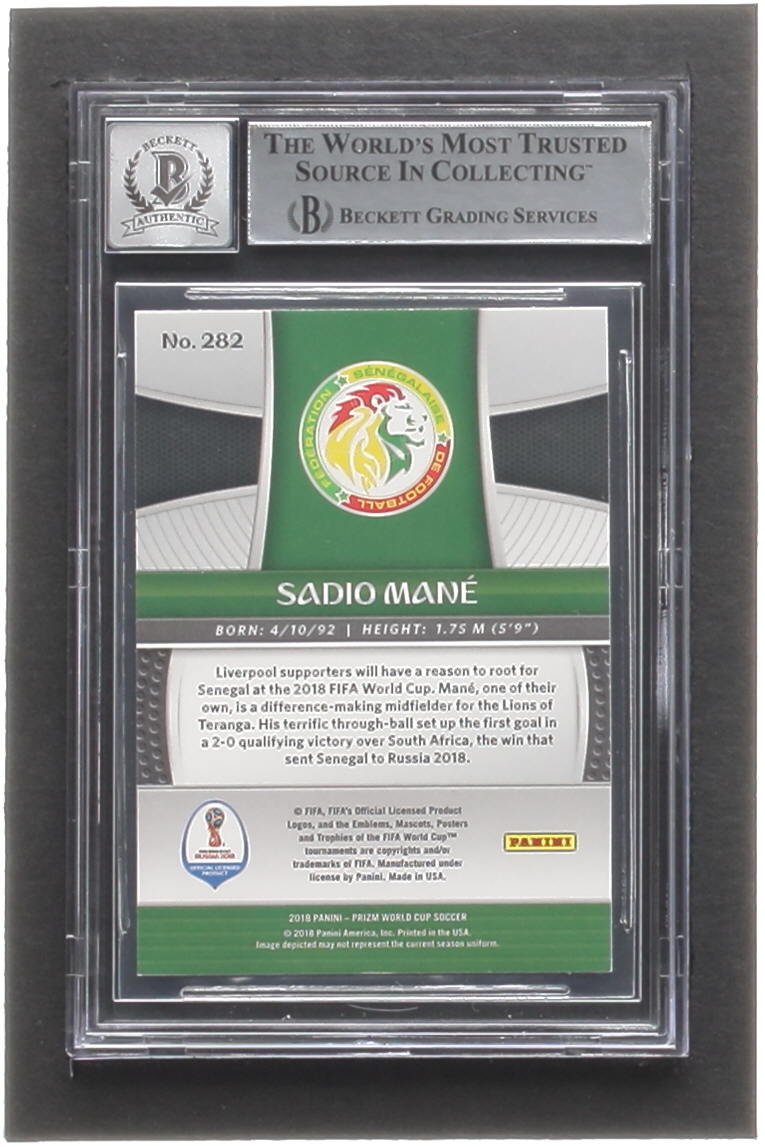 BECKETT
B
AUTHENTIC
THE WORLD'S MOST TRUSTED
SOURCE IN COLLECTING™
B BECKETT GRADING SERVICES
No. 282
FÉDÉRATION SÉNÉGALAISE DE FOOTBALL
SADIO MANÉ
BORN: 4/10/92 | HEIGHT: 1.75 M (5'9")
Liverpool supporters will have a reason to root for
Senegal at the 2018 FIFA World Cup. Mané, one of their
own, is a difference-making midfielder for the Lions of
Teranga. His terrific through-ball set up the first goal in
a 2-0 qualifying victory over South Africa, the win that
sent Senegal to Russia 2018.
© FIFA, FIFA's Official Licensed Product
Logos, and the Emblems, Mascots, Posters
and Trophies of the FIFA World Cup™
tournaments are copyrights and/or
trademarks of FIFA. Manufactured under
license by Panini. Made in USA.
RUSSIA 2018
OFFICIAL LICENSED
PRODUCT
PANINI
2018 PANINI – PRIZM WORLD CUP SOCCER
© 2018 Panini America, Inc. Printed in the USA.
Image depicted may not represent the current season uniform.